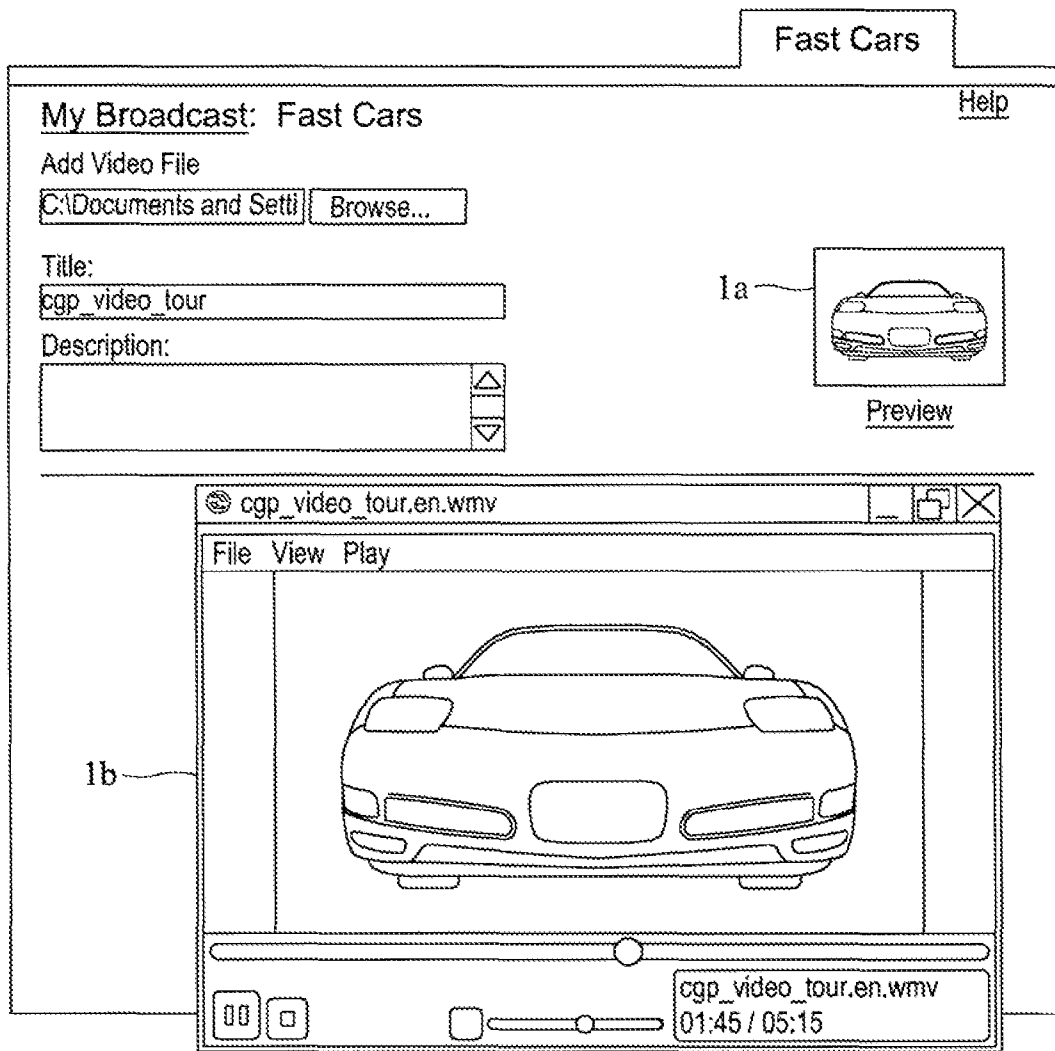 Fast Cars
My Broadcast: Fast Cars
Help
Add Video File
C:\Documents and Setti
Browse...
Title:
cgp_video_tour
1a
Description:
Preview
cgp_video_tour.en.wmv
File View Play
1b
cgp_video_tour.en.wmv
01:45 / 05:15